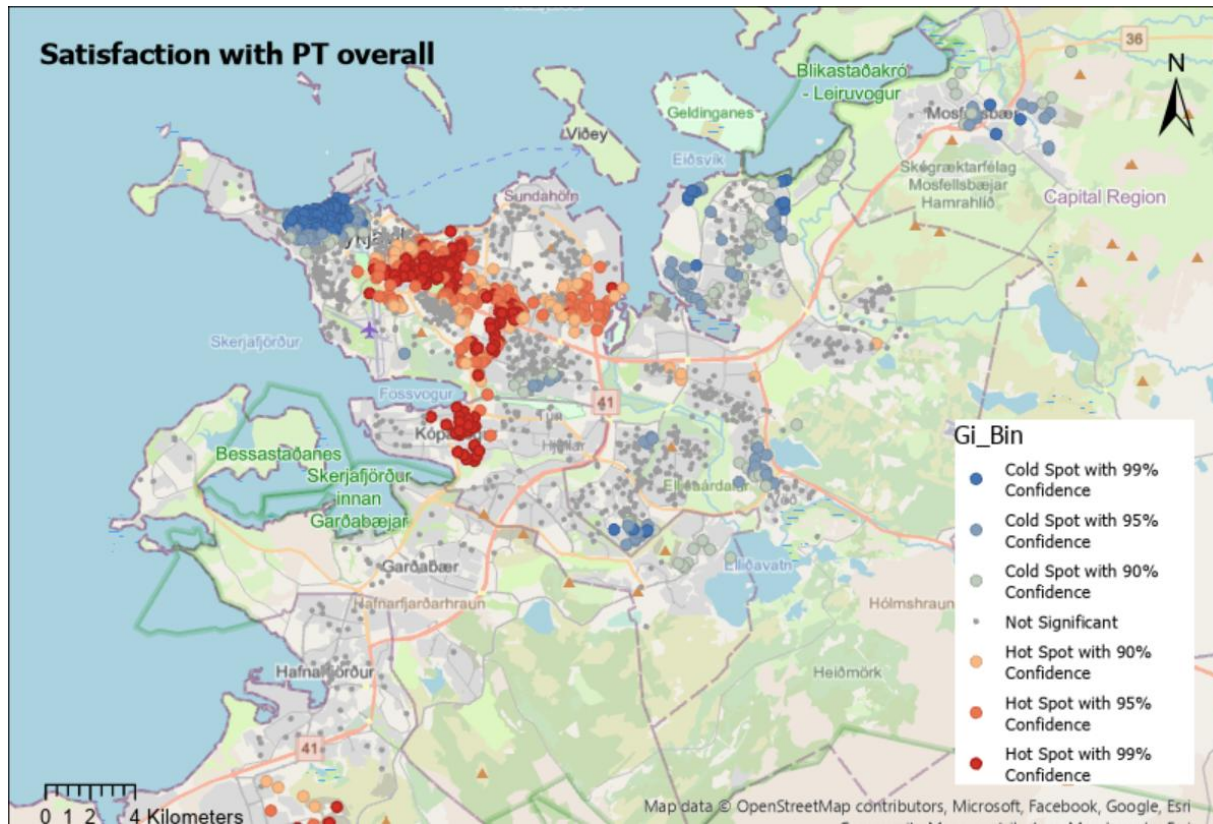 Satisfaction with PT overall
36
N
Blikastaðakró
- Leiruvogur
Geldinganes
Viðey
Mosfellsbær
Eiðsvík
Skégræktarfélag
Mosfellsbæjar
Hamrahlíð
Capital Region
Sundahöfn
Skerjafjörður
Fossvogur
41
Gi_Bin
Cold Spot with 99%
Confidence
Cold Spot with 95%
Confidence
Cold Spot with 90%
Confidence
Not Significant
Hot Spot with 90%
Confidence
Hot Spot with 95%
Confidence
Hot Spot with 99%
Confidence
Bessastaðanes
Skerjafjörður
innan
Garðabæjar
Garðabær
Elliðavatn
Hafnarfjarðarhraun
Hólmshraun
Hafnarfjörður
Heiðmörk
41
0 1 2 4 Kilometers
Map data © OpenStreetMap contributors, Microsoft, Facebook, Google, Esri